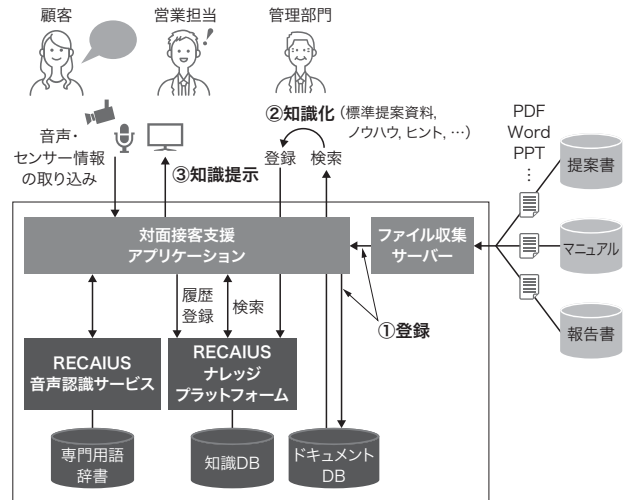 顧客
営業担当
管理部門
②知識化（標準提案資料,
ノウハウ, ヒント, …）
音声・
センサー情報
の取り込み
③知識提示
登録
検索
PDF
Word
PPT
⋮
提案書
マニュアル
報告書
対面接客支援
アプリケーション
ファイル収集
サーバー
履歴
登録
検索
①登録
RECAIUS
音声認識サービス
RECAIUS
ナレッジ
プラットフォーム
専門用語
辞書
知識DB
ドキュメント
DB